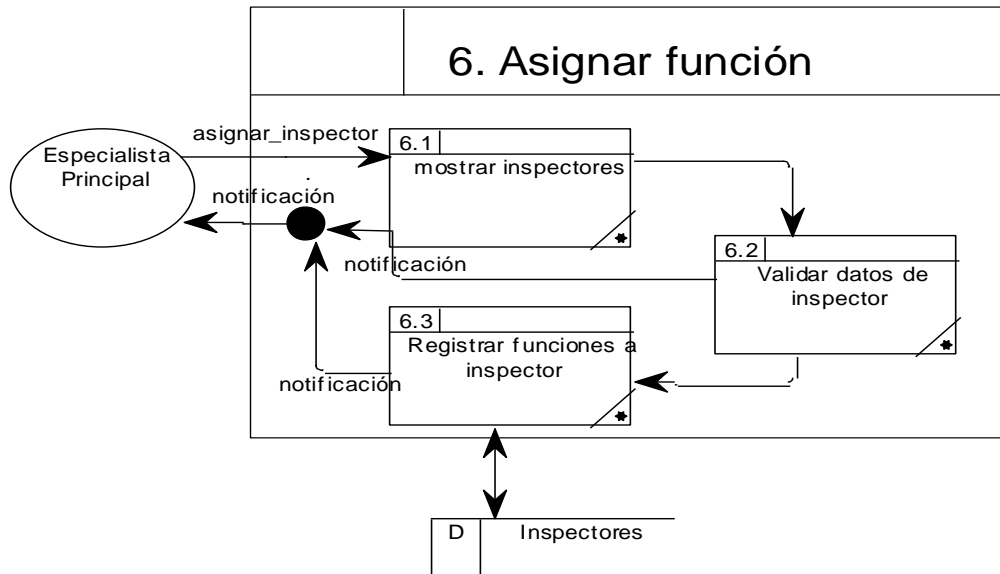 6. Asignar función
asignar_inspector
Especialista
Principal
notificación
6.1
mostrar inspectores
6.2
Validar datos de
inspector
notificación
6.3
Registrar funciones a
inspector
notificación
D
Inspectores